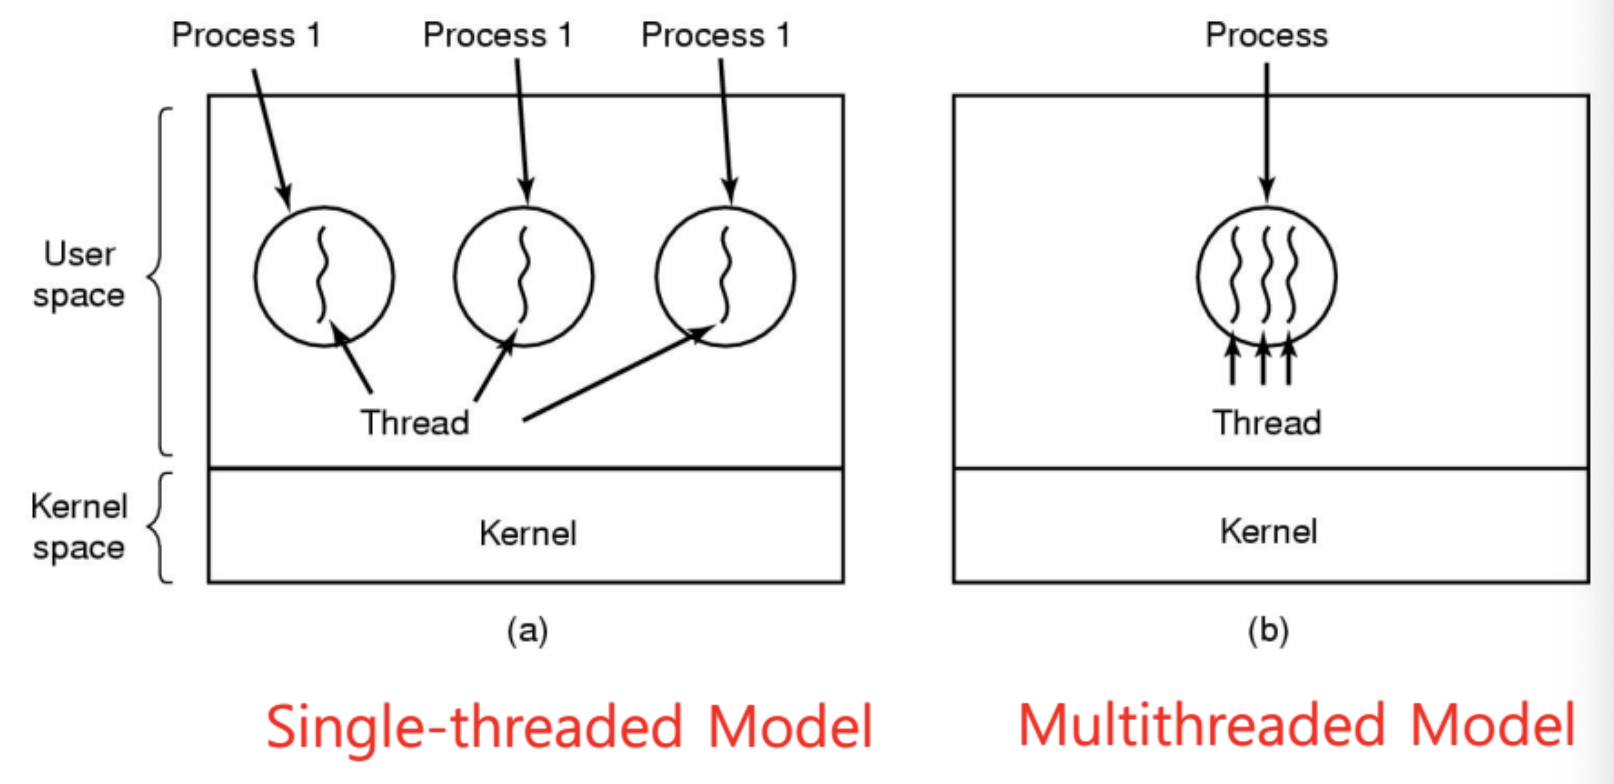 Process 1
Process 1
Process 1
Process
User
space
Thread
Thread
Kernel
space
Kernel
Kernel
(a)
(b)
Single-threaded Model
Multithreaded Model